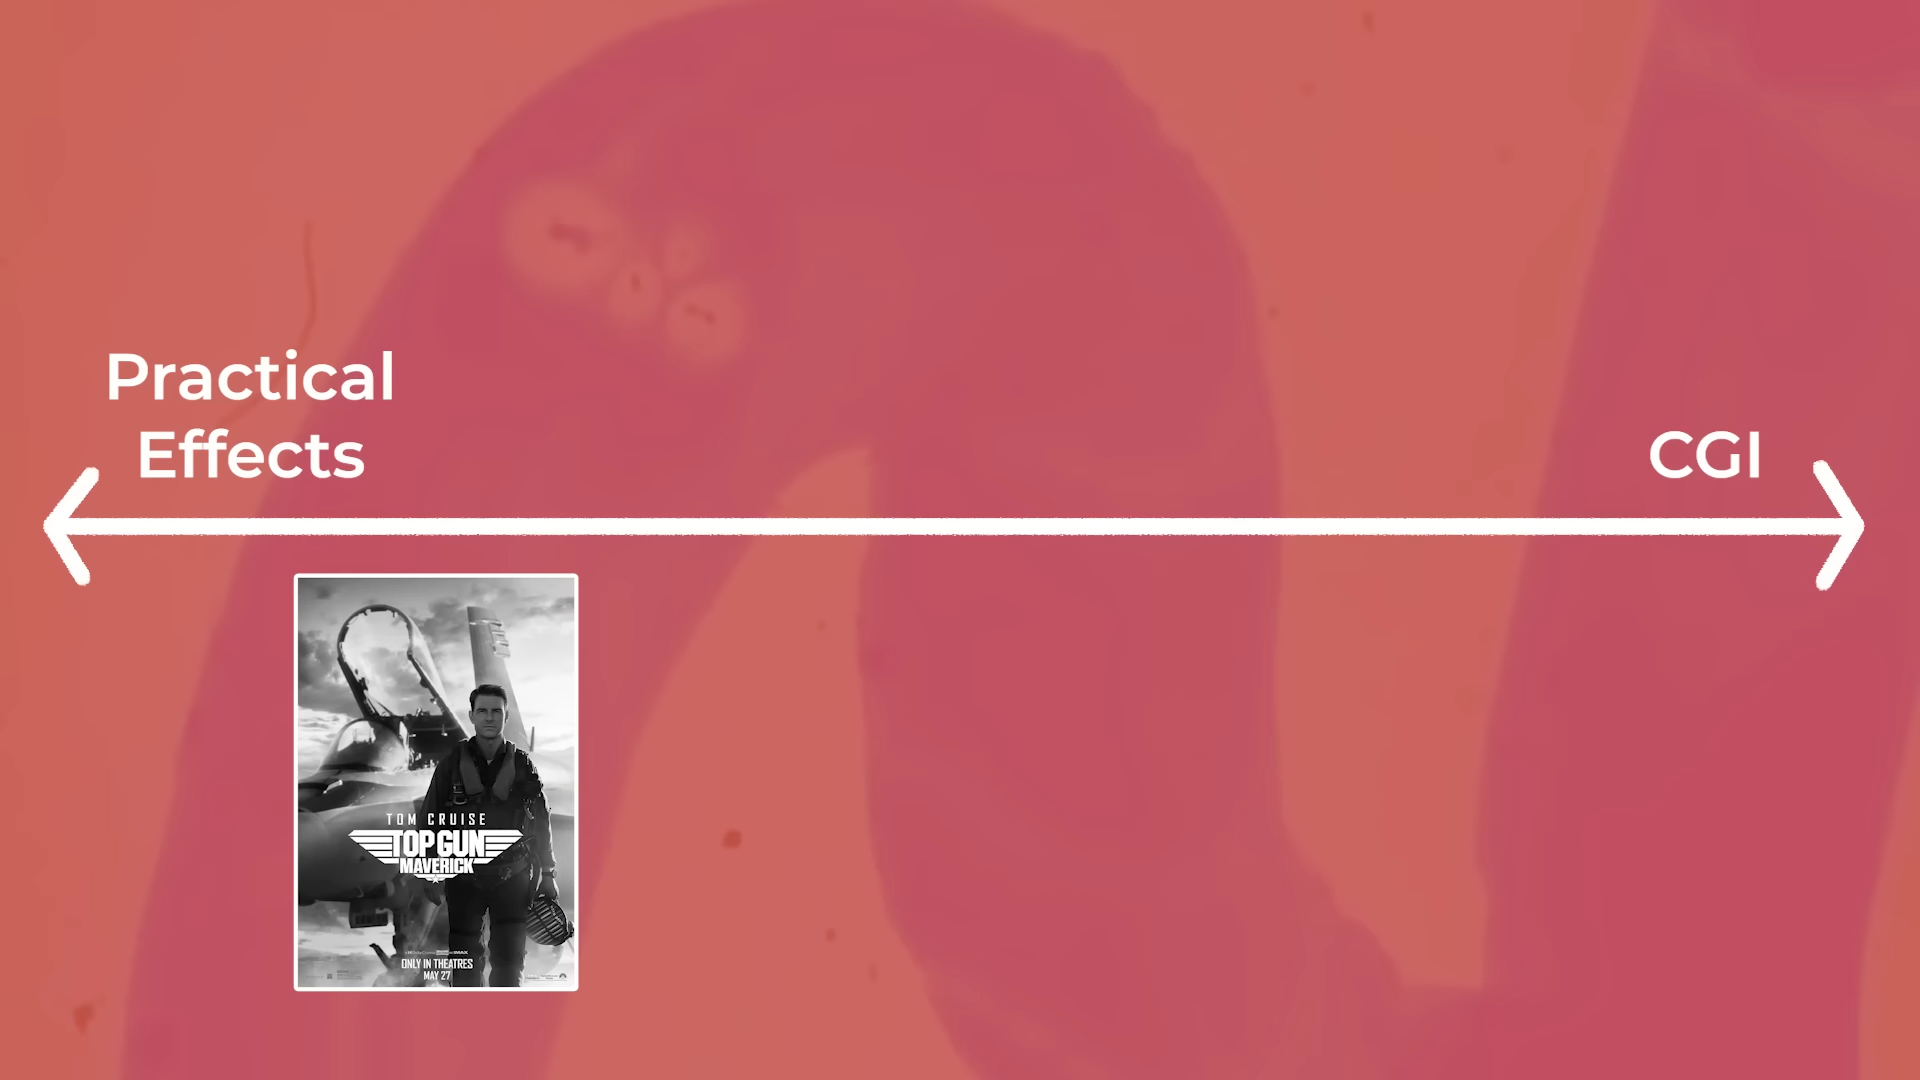 Practical
Effects
CGI
TOM CRUISE
TOP GUN
MAVERICK
ONLY IN THEATRES
MAY 27